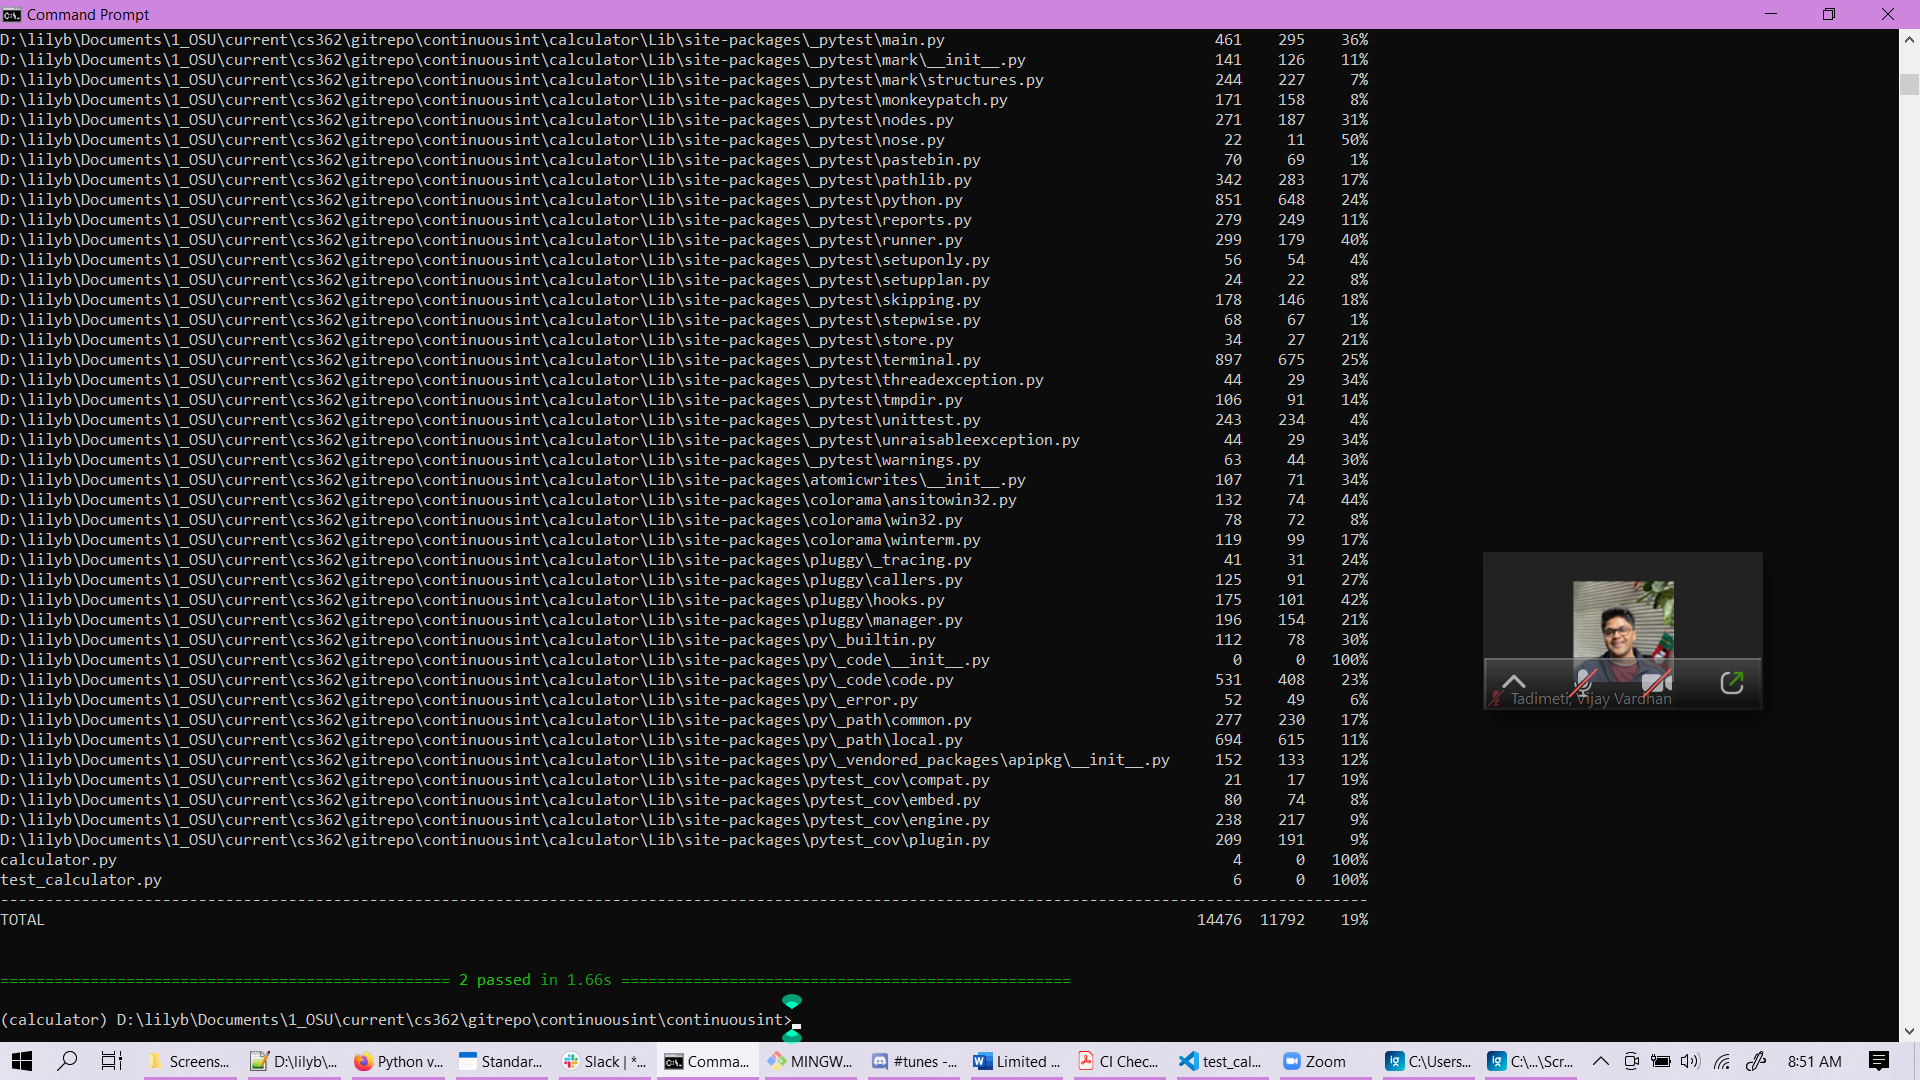 Command Prompt
D:\lilyb\Documents\1_OSU\current\cs362\gitrepo\continuousint\calculator\Lib\site-packages\_pytest\main.py 461 295 36%
D:\lilyb\Documents\1_OSU\current\cs362\gitrepo\continuousint\calculator\Lib\site-packages\_pytest\mark\__init__.py 141 126 11%
D:\lilyb\Documents\1_OSU\current\cs362\gitrepo\continuousint\calculator\Lib\site-packages\_pytest\mark\structures.py 244 227 7%
D:\lilyb\Documents\1_OSU\current\cs362\gitrepo\continuousint\calculator\Lib\site-packages\_pytest\monkeypatch.py 171 158 8%
D:\lilyb\Documents\1_OSU\current\cs362\gitrepo\continuousint\calculator\Lib\site-packages\_pytest\nodes.py 271 187 31%
D:\lilyb\Documents\1_OSU\current\cs362\gitrepo\continuousint\calculator\Lib\site-packages\_pytest\nose.py 22 11 50%
D:\lilyb\Documents\1_OSU\current\cs362\gitrepo\continuousint\calculator\Lib\site-packages\_pytest\pastebin.py 70 69 1%
D:\lilyb\Documents\1_OSU\current\cs362\gitrepo\continuousint\calculator\Lib\site-packages\_pytest\pathlib.py 342 283 17%
D:\lilyb\Documents\1_OSU\current\cs362\gitrepo\continuousint\calculator\Lib\site-packages\_pytest\python.py 851 648 24%
D:\lilyb\Documents\1_OSU\current\cs362\gitrepo\continuousint\calculator\Lib\site-packages\_pytest\reports.py 279 249 11%
D:\lilyb\Documents\1_OSU\current\cs362\gitrepo\continuousint\calculator\Lib\site-packages\_pytest\runner.py 299 179 40%
D:\lilyb\Documents\1_OSU\current\cs362\gitrepo\continuousint\calculator\Lib\site-packages\_pytest\setuponly.py 56 54 4%
D:\lilyb\Documents\1_OSU\current\cs362\gitrepo\continuousint\calculator\Lib\site-packages\_pytest\setupplan.py 24 22 8%
D:\lilyb\Documents\1_OSU\current\cs362\gitrepo\continuousint\calculator\Lib\site-packages\_pytest\skipping.py 178 146 18%
D:\lilyb\Documents\1_OSU\current\cs362\gitrepo\continuousint\calculator\Lib\site-packages\_pytest\stepwise.py 68 67 1%
D:\lilyb\Documents\1_OSU\current\cs362\gitrepo\continuousint\calculator\Lib\site-packages\_pytest\store.py 34 27 21%
D:\lilyb\Documents\1_OSU\current\cs362\gitrepo\continuousint\calculator\Lib\site-packages\_pytest\terminal.py 897 675 25%
D:\lilyb\Documents\1_OSU\current\cs362\gitrepo\continuousint\calculator\Lib\site-packages\_pytest\threadexception.py 44 29 34%
D:\lilyb\Documents\1_OSU\current\cs362\gitrepo\continuousint\calculator\Lib\site-packages\_pytest\tmpdir.py 106 91 14%
D:\lilyb\Documents\1_OSU\current\cs362\gitrepo\continuousint\calculator\Lib\site-packages\_pytest\unittest.py 243 234 4%
D:\lilyb\Documents\1_OSU\current\cs362\gitrepo\continuousint\calculator\Lib\site-packages\_pytest\unraisableexception.py 44 29 34%
D:\lilyb\Documents\1_OSU\current\cs362\gitrepo\continuousint\calculator\Lib\site-packages\_pytest\warnings.py 63 44 30%
D:\lilyb\Documents\1_OSU\current\cs362\gitrepo\continuousint\calculator\Lib\site-packages\atomicwrites\__init__.py 107 71 34%
D:\lilyb\Documents\1_OSU\current\cs362\gitrepo\continuousint\calculator\Lib\site-packages\colorama\ansitowin32.py 132 74 44%
D:\lilyb\Documents\1_OSU\current\cs362\gitrepo\continuousint\calculator\Lib\site-packages\colorama\win32.py 78 72 8%
D:\lilyb\Documents\1_OSU\current\cs362\gitrepo\continuousint\calculator\Lib\site-packages\colorama\winterm.py 119 99 17%
D:\lilyb\Documents\1_OSU\current\cs362\gitrepo\continuousint\calculator\Lib\site-packages\pluggy\_tracing.py 41 31 24%
D:\lilyb\Documents\1_OSU\current\cs362\gitrepo\continuousint\calculator\Lib\site-packages\pluggy\callers.py 125 91 27%
D:\lilyb\Documents\1_OSU\current\cs362\gitrepo\continuousint\calculator\Lib\site-packages\pluggy\hooks.py 175 101 42%
D:\lilyb\Documents\1_OSU\current\cs362\gitrepo\continuousint\calculator\Lib\site-packages\pluggy\manager.py 196 154 21%
D:\lilyb\Documents\1_OSU\current\cs362\gitrepo\continuousint\calculator\Lib\site-packages\py\_builtin.py 112 78 30%
D:\lilyb\Documents\1_OSU\current\cs362\gitrepo\continuousint\calculator\Lib\site-packages\py\_code\__init__.py 0 0 100%
D:\lilyb\Documents\1_OSU\current\cs362\gitrepo\continuousint\calculator\Lib\site-packages\py\_code\code.py 531 408 23%
D:\lilyb\Documents\1_OSU\current\cs362\gitrepo\continuousint\calculator\Lib\site-packages\py\_error.py 52 49 6%
D:\lilyb\Documents\1_OSU\current\cs362\gitrepo\continuousint\calculator\Lib\site-packages\py\_path\common.py 277 230 17%
D:\lilyb\Documents\1_OSU\current\cs362\gitrepo\continuousint\calculator\Lib\site-packages\py\_path\local.py 694 615 11%
D:\lilyb\Documents\1_OSU\current\cs362\gitrepo\continuousint\calculator\Lib\site-packages\py\_vendored_packages\apipkg\__init__.py 152 133 12%
D:\lilyb\Documents\1_OSU\current\cs362\gitrepo\continuousint\calculator\Lib\site-packages\pytest_cov\compat.py 21 17 19%
D:\lilyb\Documents\1_OSU\current\cs362\gitrepo\continuousint\calculator\Lib\site-packages\pytest_cov\embed.py 80 74 8%
D:\lilyb\Documents\1_OSU\current\cs362\gitrepo\continuousint\calculator\Lib\site-packages\pytest_cov\engine.py 238 217 9%
D:\lilyb\Documents\1_OSU\current\cs362\gitrepo\continuousint\calculator\Lib\site-packages\pytest_cov\plugin.py 209 191 9%
calculator.py 4 0 100%
test_calculator.py 6 0 100%
TOTAL 14476 11792 19%
2 passed in 1.66s
(calculator) D:\lilyb\Documents\1_OSU\current\cs362\gitrepo\continuousint\continuousint>
Tadimeti, Vijay Vardhan
Screens... D:\lilyb\... Python v... Standar... Slack | *... Comma... MINGW... #tunes -... Limited ... CI Chec... test_cal... Zoom C:\Users... C:\...\Scr... 8:51 AM